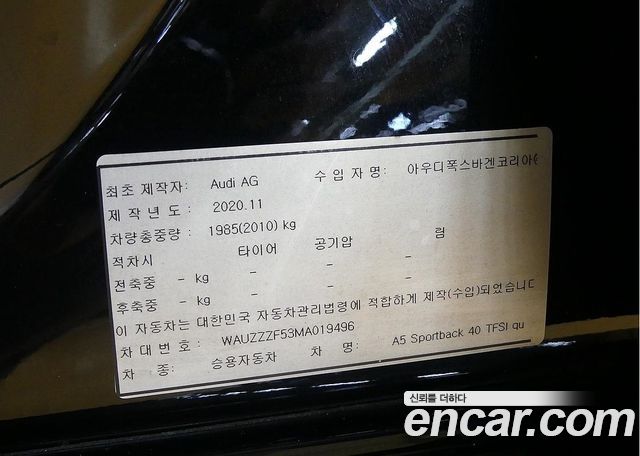 최초 제작자: Audi AG 수 입 자 명: 아우디폭스바겐코리아(
제 작 년 도 : 2020.11
차량총중량 : 1985(2010) kg
적차시 타이어 공기압 림
전축중 - kg - - -
후축중 - kg - - -
이 자동차는 대한민국 자동차관리법령에 적합하게 제작(수입)되었습니다
차 대 번 호 : WAUZZZF53MA019496
차 종: 승용자동차 차 명: A5 Sportback 40 TFSI qu
신뢰를 더하다
encar.com